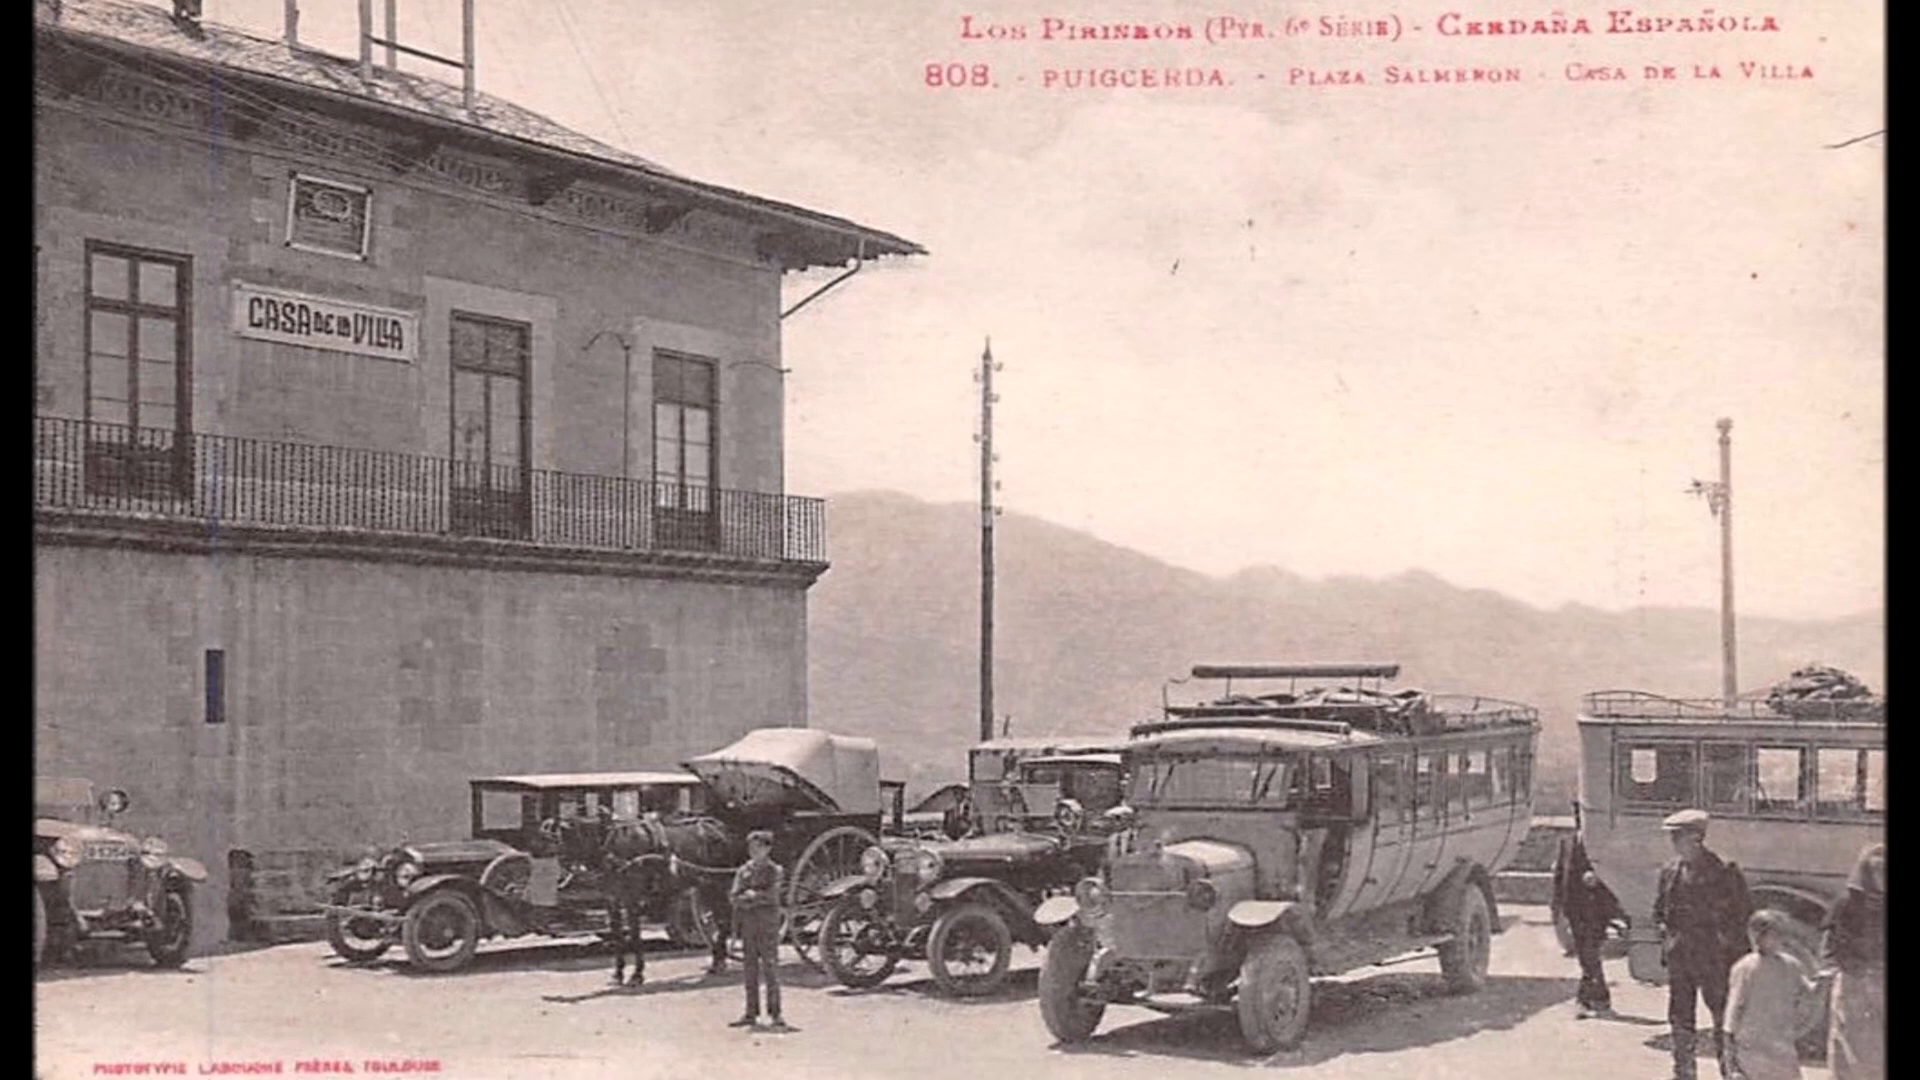 Los Pirineos (Pyr. 6e Série) - Cerdaña Española
808. - PUIGCERDA. - Plaza Salmeron - Casa de la Villa
CASA DE LA VILLA
PHOTOTYPIE LABOUCHE FRÈRES, TOULOUSE